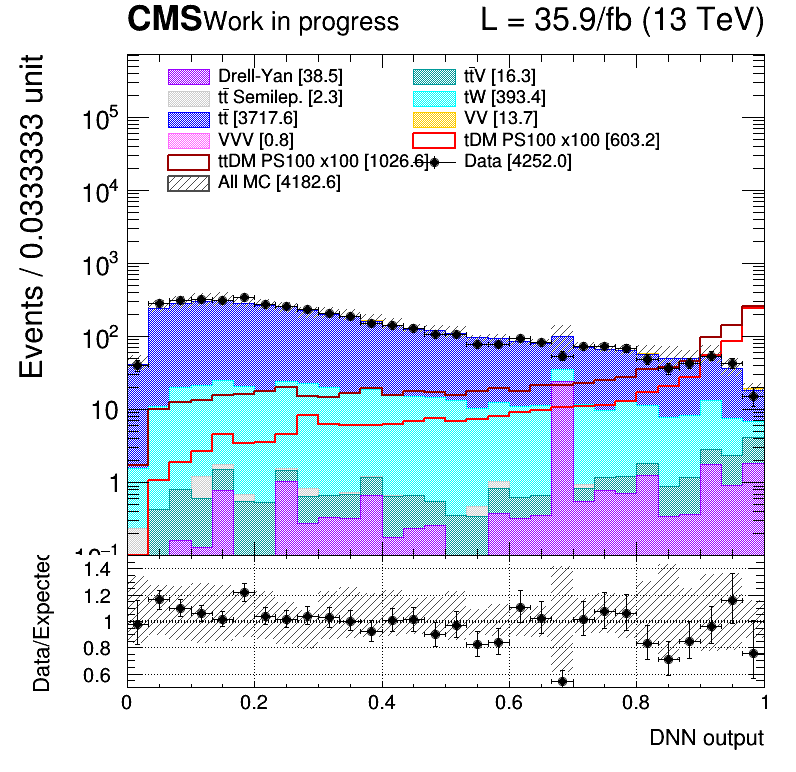 CMS Work in progress L = 35.9/fb (13 TeV)
Events / 0.0333333 unit
Drell-Yan [38.5] tt̄V [16.3]
tt̄ Semilep. [2.3] tW [393.4]
tt̄ [3717.6] VV [13.7]
VVV [0.8] tDM PS100 x100 [603.2]
ttDM PS100 x100 [1026.6] Data [4252.0]
All MC [4182.6]
10⁵
10⁴
10³
10²
10
1
10⁻¹
Data/Expected
1.4
1.2
1
0.8
0.6
0 0.2 0.4 0.6 0.8 1
DNN output